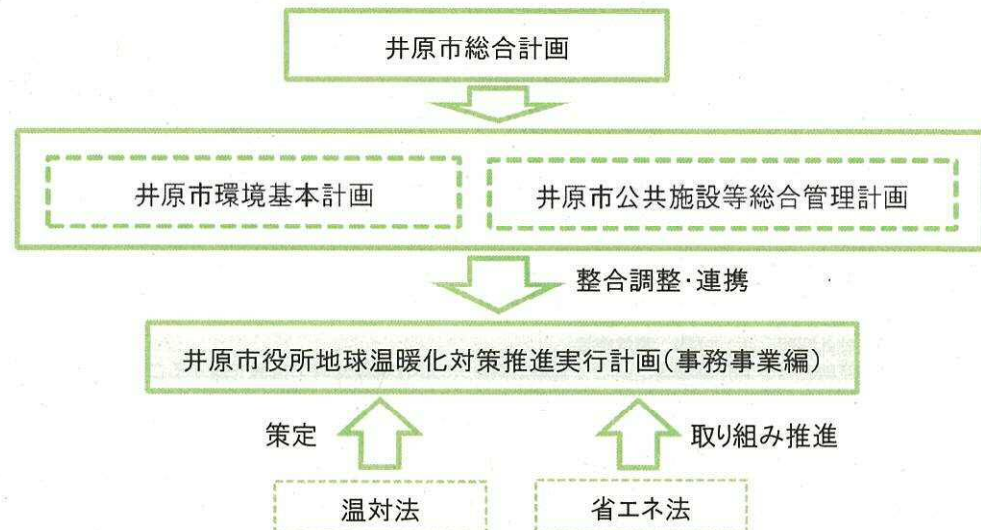 井原市総合計画
井原市環境基本計画
井原市公共施設等総合管理計画
整合調整・連携
井原市役所地球温暖化対策推進実行計画(事務事業編)
策定
取り組み推進
温対法
省エネ法